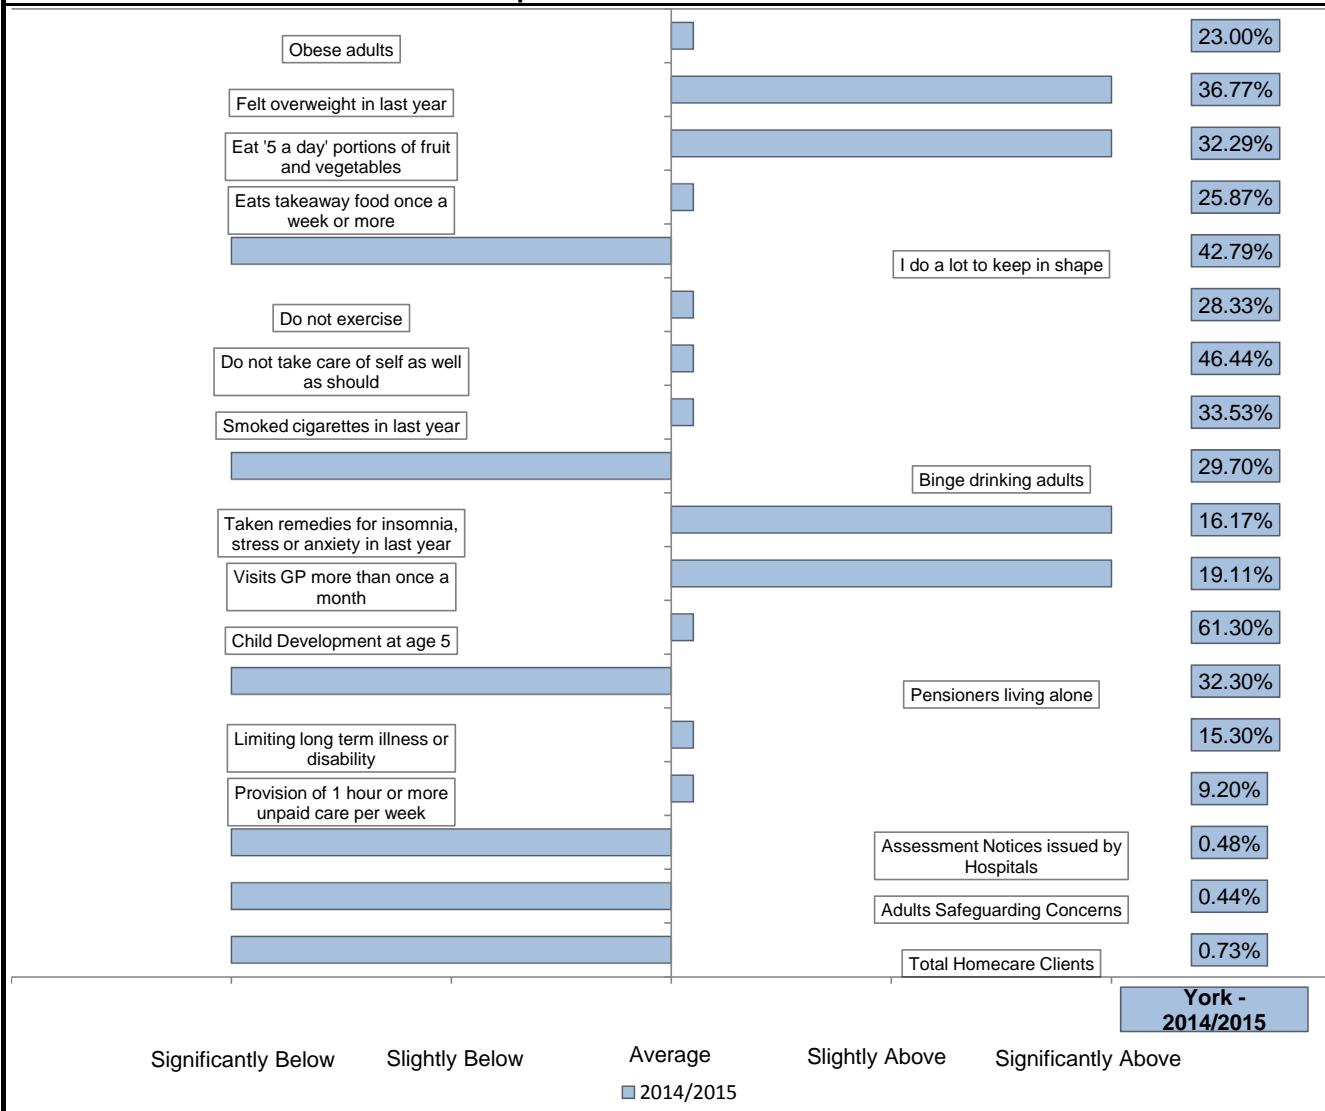 Obese adults
23.00%
Felt overweight in last year
36.77%
Eat '5 a day' portions of fruit
and vegetables
32.29%
Eats takeaway food once a
week or more
25.87%
I do a lot to keep in shape
42.79%
Do not exercise
28.33%
Do not take care of self as well
as should
46.44%
Smoked cigarettes in last year
33.53%
Binge drinking adults
29.70%
Taken remedies for insomnia,
stress or anxiety in last year
16.17%
Visits GP more than once a
month
19.11%
Child Development at age 5
61.30%
Pensioners living alone
32.30%
Limiting long term illness or
disability
15.30%
Provision of 1 hour or more
unpaid care per week
9.20%
Assessment Notices issued by
Hospitals
0.48%
Adults Safeguarding Concerns
0.44%
Total Homecare Clients
0.73%
York -
2014/2015
Significantly Below Slightly Below Average Slightly Above Significantly Above
2014/2015